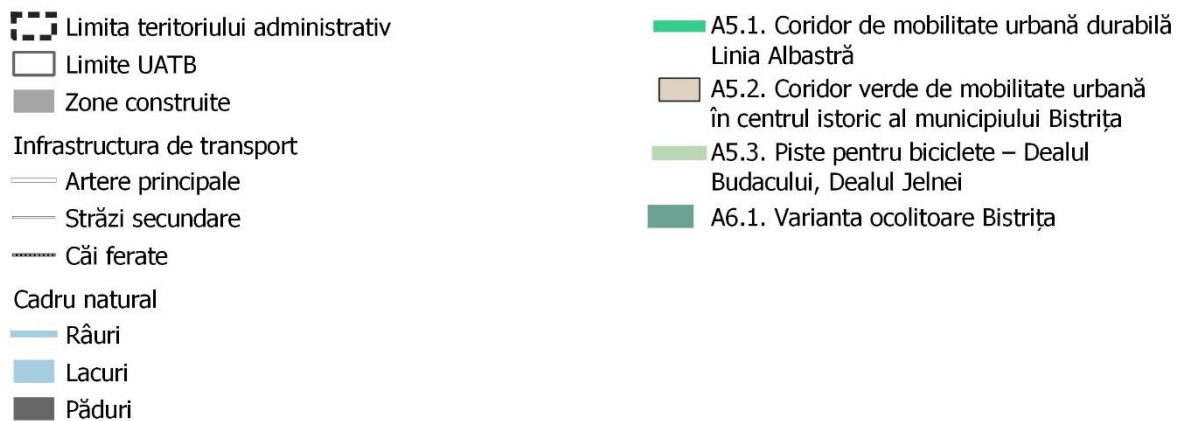 Limita teritoriului administrativ
Limite UATB
Zone construite
Infrastructura de transport
Artere principale
Străzi secundare
Căi ferate
Cadru natural
Râuri
Lacuri
Păduri
A5.1. Coridor de mobilitate urbană durabilă
Linia Albastră
A5.2. Coridor verde de mobilitate urbană
în centrul istoric al municipiului Bistrița
A5.3. Piste pentru biciclete – Dealul
Budacului, Dealul Jelnei
A6.1. Varianta ocolitoare Bistrița